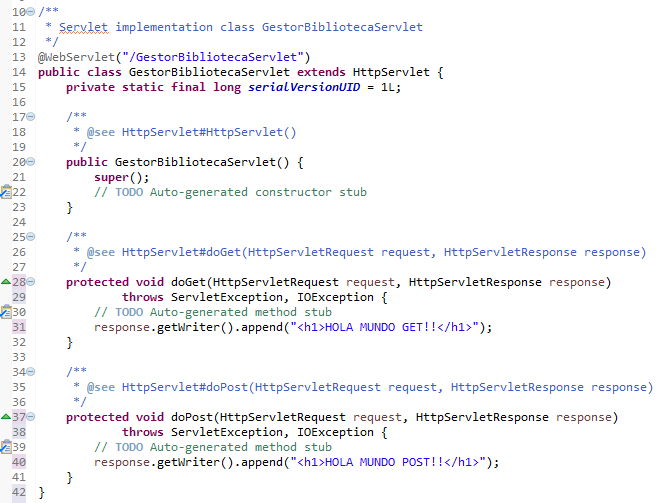 10 /**
11  * Servlet implementation class GestorBibliotecaServlet
12  */
13 @WebServlet("/GestorBibliotecaServlet")
14 public class GestorBibliotecaServlet extends HttpServlet {
15     private static final long serialVersionUID = 1L;
16
17     /**
18      * @see HttpServlet#HttpServlet()
19      */
20     public GestorBibliotecaServlet() {
21         super();
22         // TODO Auto-generated constructor stub
23     }
24
25     /**
26      * @see HttpServlet#doGet(HttpServletRequest request, HttpServletResponse response)
27      */
28     protected void doGet(HttpServletRequest request, HttpServletResponse response)
29             throws ServletException, IOException {
30         // TODO Auto-generated method stub
31         response.getWriter().append("<h1>HOLA MUNDO GET!!</h1>");
32     }
33
34     /**
35      * @see HttpServlet#doPost(HttpServletRequest request, HttpServletResponse response)
36      */
37     protected void doPost(HttpServletRequest request, HttpServletResponse response)
38             throws ServletException, IOException {
39         // TODO Auto-generated method stub
40         response.getWriter().append("<h1>HOLA MUNDO POST!!</h1>");
41     }
42 }